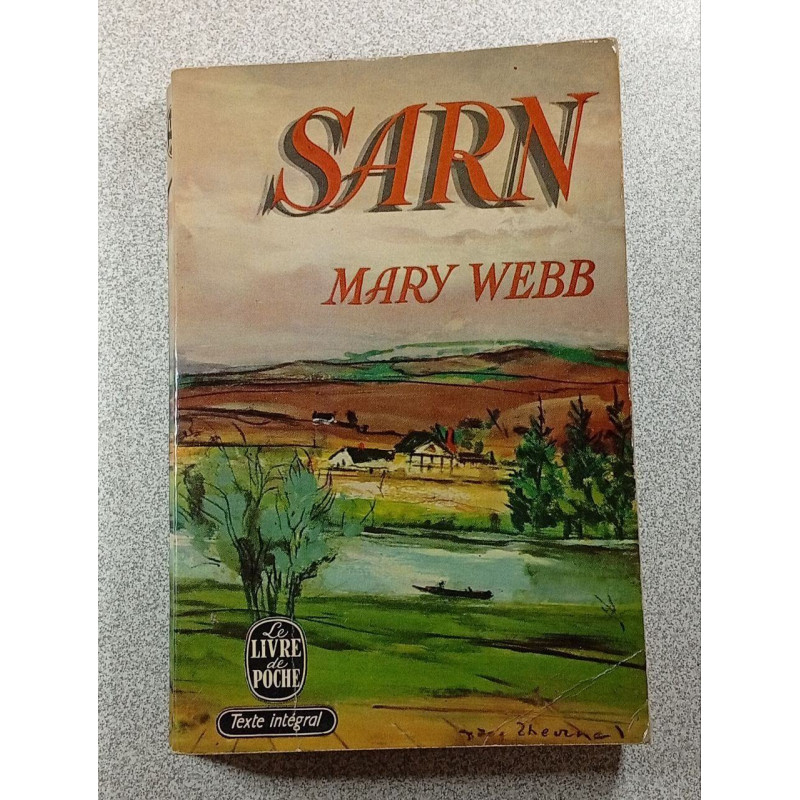 SARN
MARY WEBB
Le
LIVRE
de
POCHE
Texte intégral